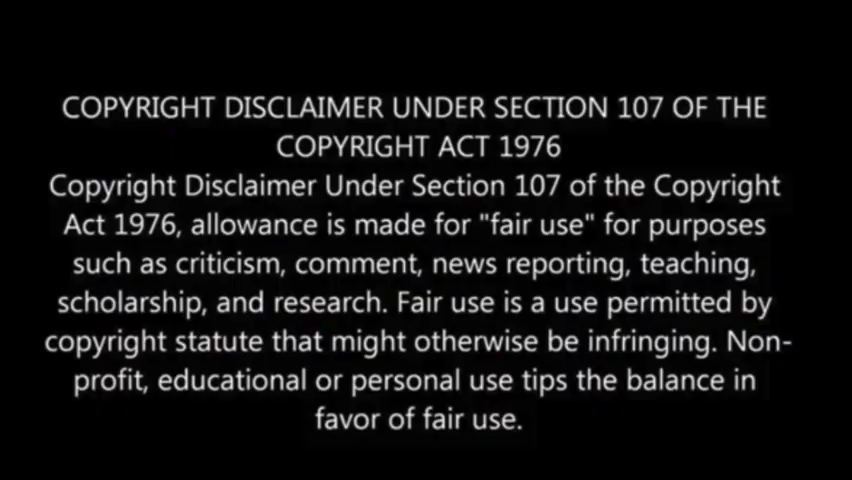 COPYRIGHT DISCLAIMER UNDER SECTION 107 OF THE
COPYRIGHT ACT 1976
Copyright Disclaimer Under Section 107 of the Copyright
Act 1976, allowance is made for "fair use" for purposes
such as criticism, comment, news reporting, teaching,
scholarship, and research. Fair use is a use permitted by
copyright statute that might otherwise be infringing. Non-
profit, educational or personal use tips the balance in
favor of fair use.